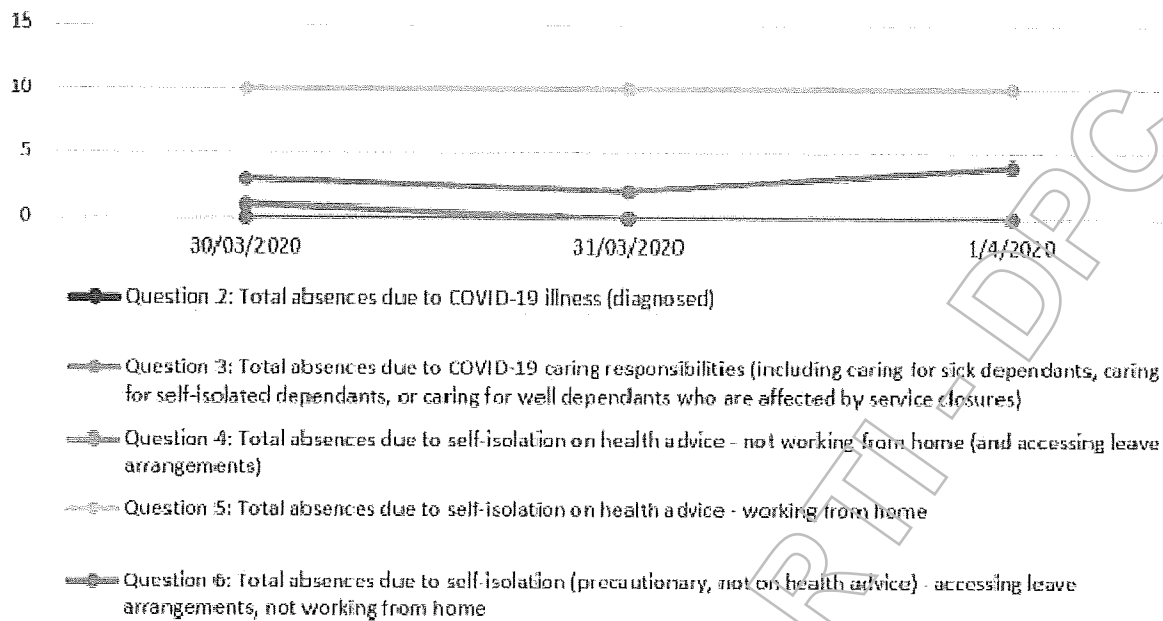 15
10
5
0
30/03/2020 31/03/2020 1/4/2020
Question 2: Total absences due to COVID-19 illness (diagnosed)
Question 3: Total absences due to COVID-19 caring responsibilities (including caring for sick dependants, caring
for self-isolated dependants, or caring for well dependants who are affected by service closures)
Question 4: Total absences due to self-isolation on health advice - not working from home (and accessing leave
arrangements)
Question 5: Total absences due to self-isolation on health advice - working from home
Question 6: Total absences due to self-isolation (precautionary, not on health advice) - accessing leave
arrangements, not working from home
RTI - DPC